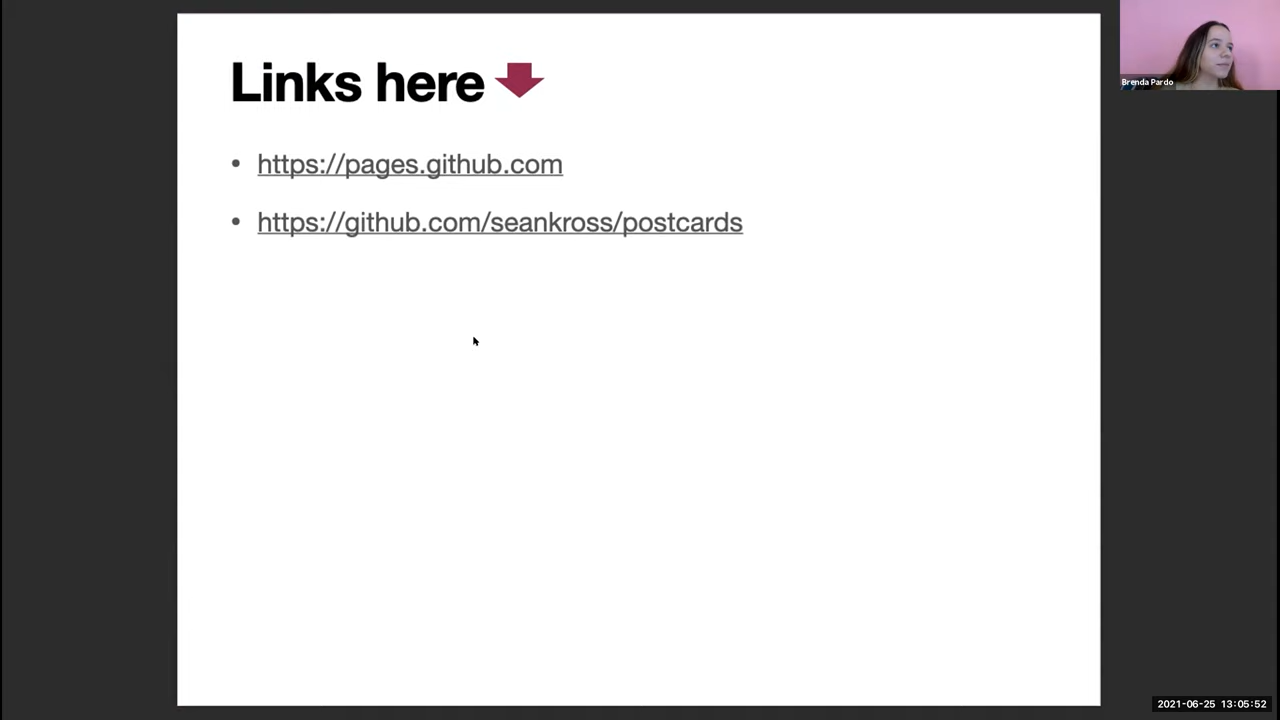 Links here
• https://pages.github.com
• https://github.com/seankross/postcards
Brenda Pardo
2021-06-25 13:05:52